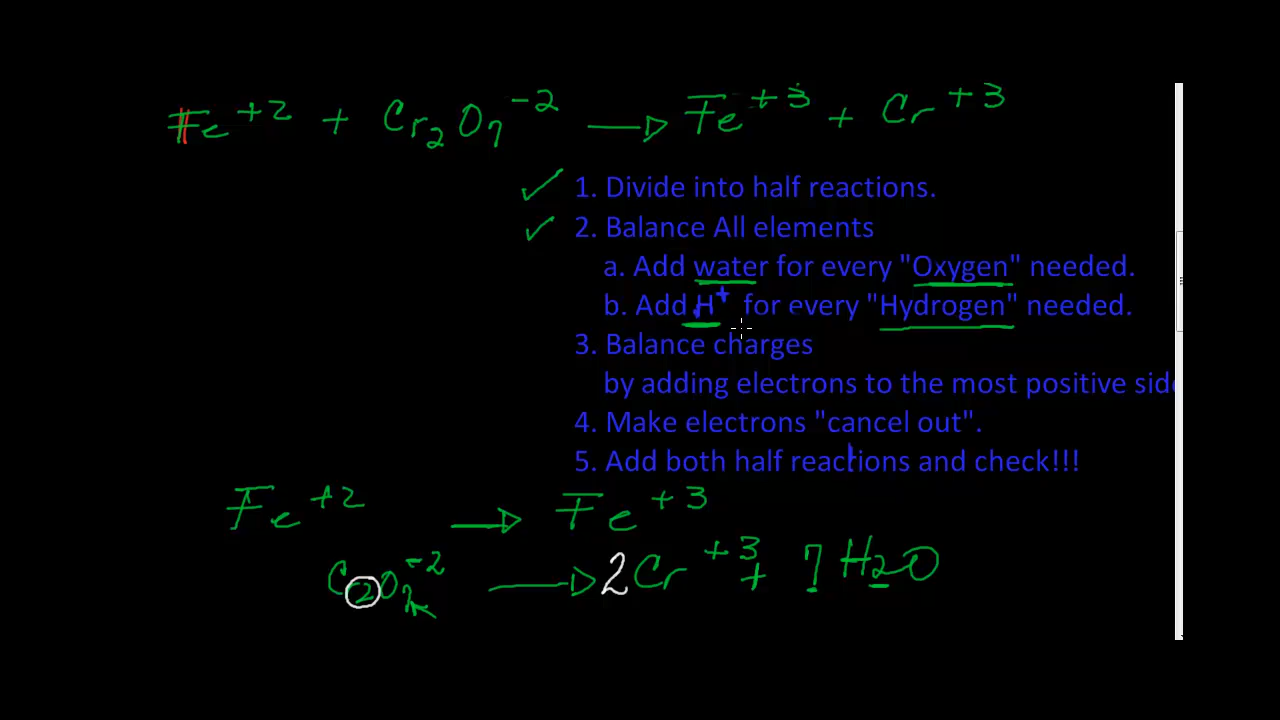 Fe⁺² + Cr₂O₇⁻² → Fe⁺³ + Cr⁺³
1. Divide into half reactions.
2. Balance All elements
a. Add water for every "Oxygen" needed.
b. Add H⁺ for every "Hydrogen" needed.
3. Balance charges
by adding electrons to the most positive side
4. Make electrons "cancel out".
5. Add both half reactions and check!!!
Fe⁺² → Fe⁺³
Cr₂O₇⁻² → 2Cr⁺³ + 7H₂O